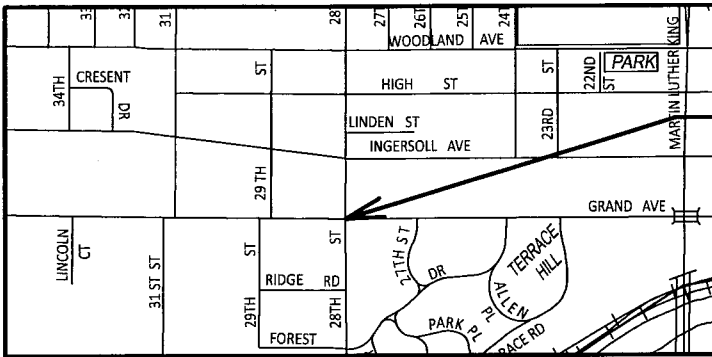 33
32
31
28
27
26T
25T
24T
WOODLAND AVE
MARTIN LUTHER KING
PARK
22ND
ST
34TH
CRESENT
DR
ST
HIGH ST
ST
23RD
LINDEN ST
INGERSOLL AVE
29 TH
GRAND AVE
LINCOLN
CT
31 ST ST
29TH
ST
RIDGE RD
28TH
ST
27TH ST
DR
TERRACE
HILL
ALLEN
PL
PARK PL
RACE RD
FOREST